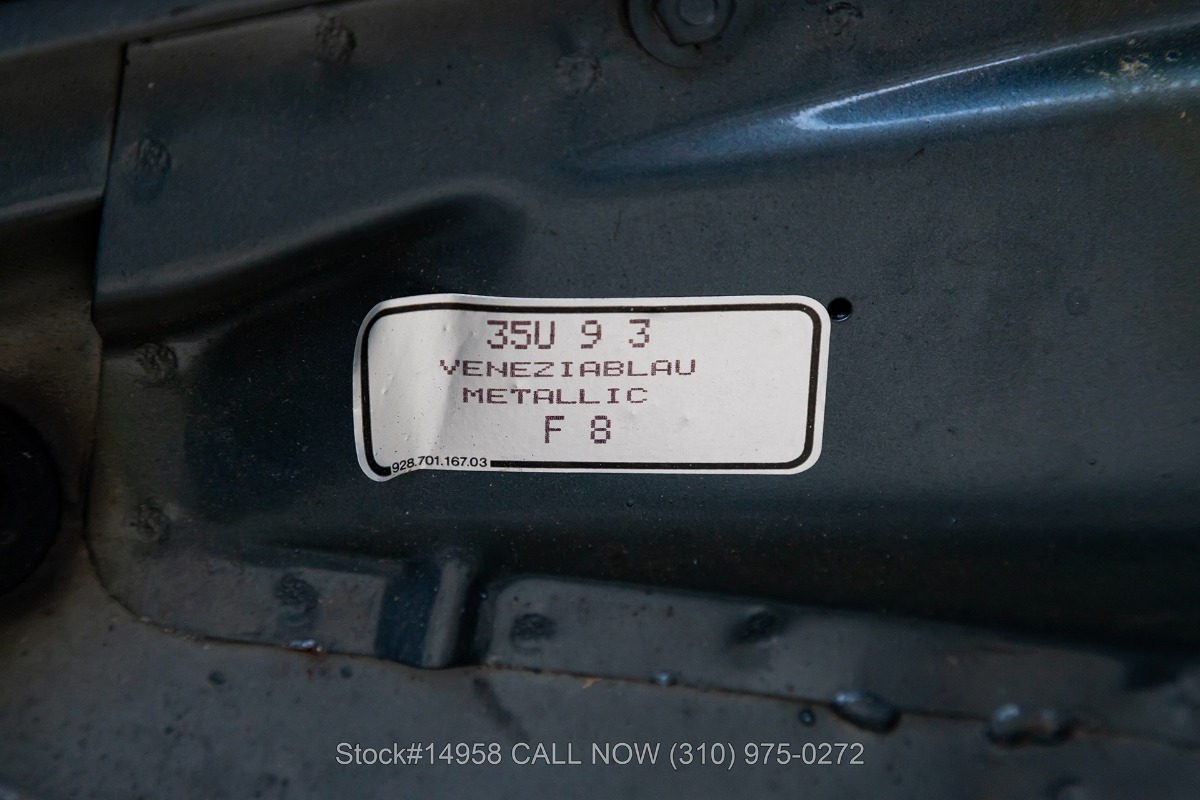 35U 9 3
VENEZIABLAU
METALLIC
F 8
928.701.167.03
Stock#14958 CALL NOW (310) 975-0272